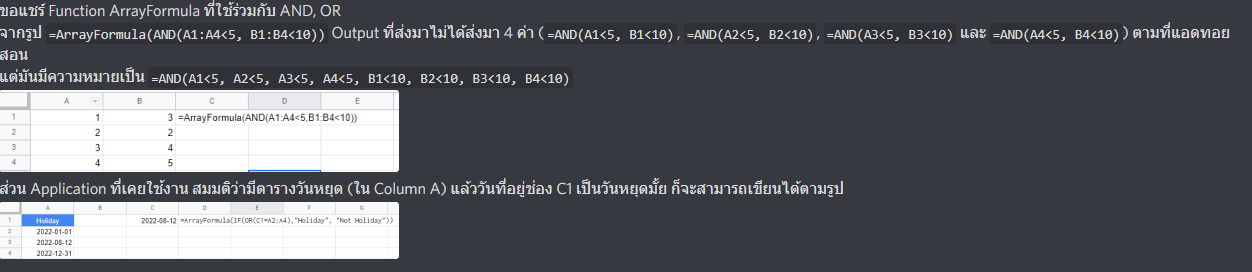 ขอแชร์ Function ArrayFormula ที่ใช้ร่วมกับ AND, OR
จากรูป =ArrayFormula(AND(A1:A4<5, B1:B4<10)) Output ที่ส่งมาไม่ได้ส่งมา 4 ค่า ( =AND(A1<5, B1<10) , =AND(A2<5, B2<10) , =AND(A3<5, B3<10) และ =AND(A4<5, B4<10) ) ตามที่แอดทอย
สอน
แต่มันมีความหมายเป็น =AND(A1<5, A2<5, A3<5, A4<5, B1<10, B2<10, B3<10, B4<10)
A B C D E
1 1 3 =ArrayFormula(AND(A1:A4<5,B1:B4<10))
2 2 2
3 3 4
4 4 5
ส่วน Application ที่เคยใช้งาน สมมติว่ามีตารางวันหยุด (ใน Column A) แล้ววันที่อยู่ช่อง C1 เป็นวันหยุดมั้ย ก็จะสามารถเขียนได้ตามรูป
A B C D E F G
1 Holiday 2022-08-12 =ArrayFormula(IF(OR(C1=A2:A4),"Holiday", "Not Holiday"))
2 2022-01-01
3 2022-08-12
4 2022-12-31